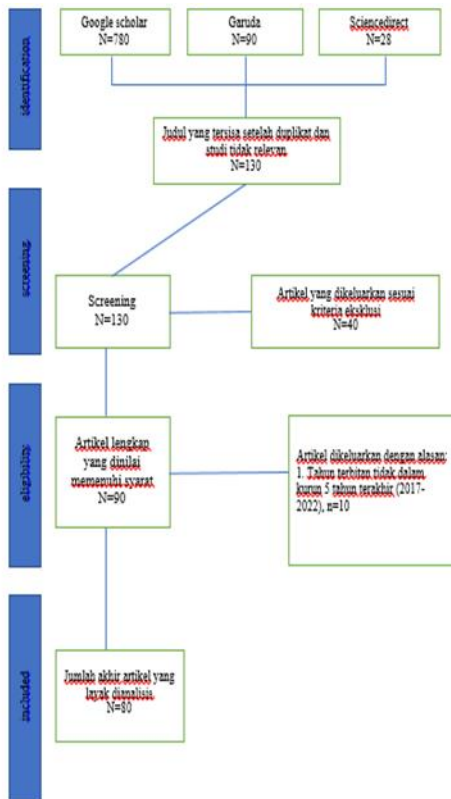 identification
Google scholar
N=780
Garuda
N=90
Sciencedirect
N=28
Judul yang tersisa setelah duplikat dan
studi tidak relevan
N=130
screening
Screening
N=130
Artikel yang dikeluarkan sesuai
kriteria eksklusi
N=40
eligibility
Artikel lengkap
yang dinilai
memenuhi syarat
N=90
Artikel dikeluarkan dengan alasan:
1. Tahun terbitan tidak dalam
kurun 5 tahun terakhir (2017-
2022), n=10
included
Jumlah akhir artikel yang
layak dianalisis
N=80